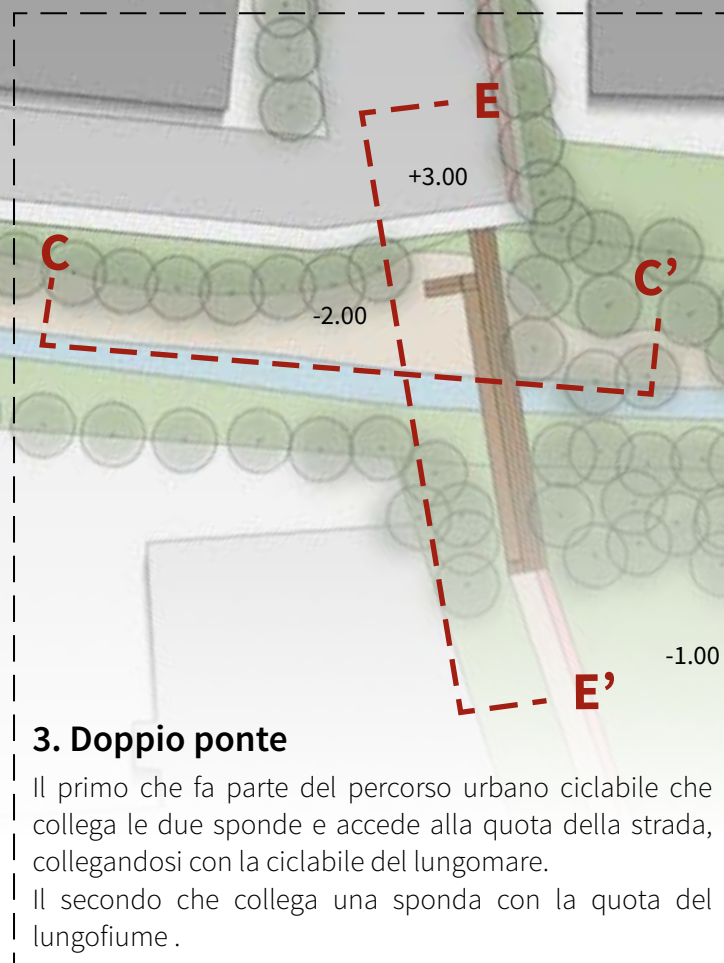 E
+3.00
C
C’
-2.00
-1.00
E’
3. Doppio ponte
Il primo che fa parte del percorso urbano ciclabile che
collega le due sponde e accede alla quota della strada,
collegandosi con la ciclabile del lungomare.
Il secondo che collega una sponda con la quota del
lungofiume .